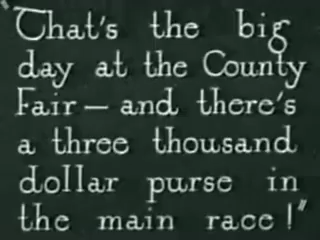 "That's the big
day at the County
Fair — and there's
a three thousand
dollar purse in
the main race!"